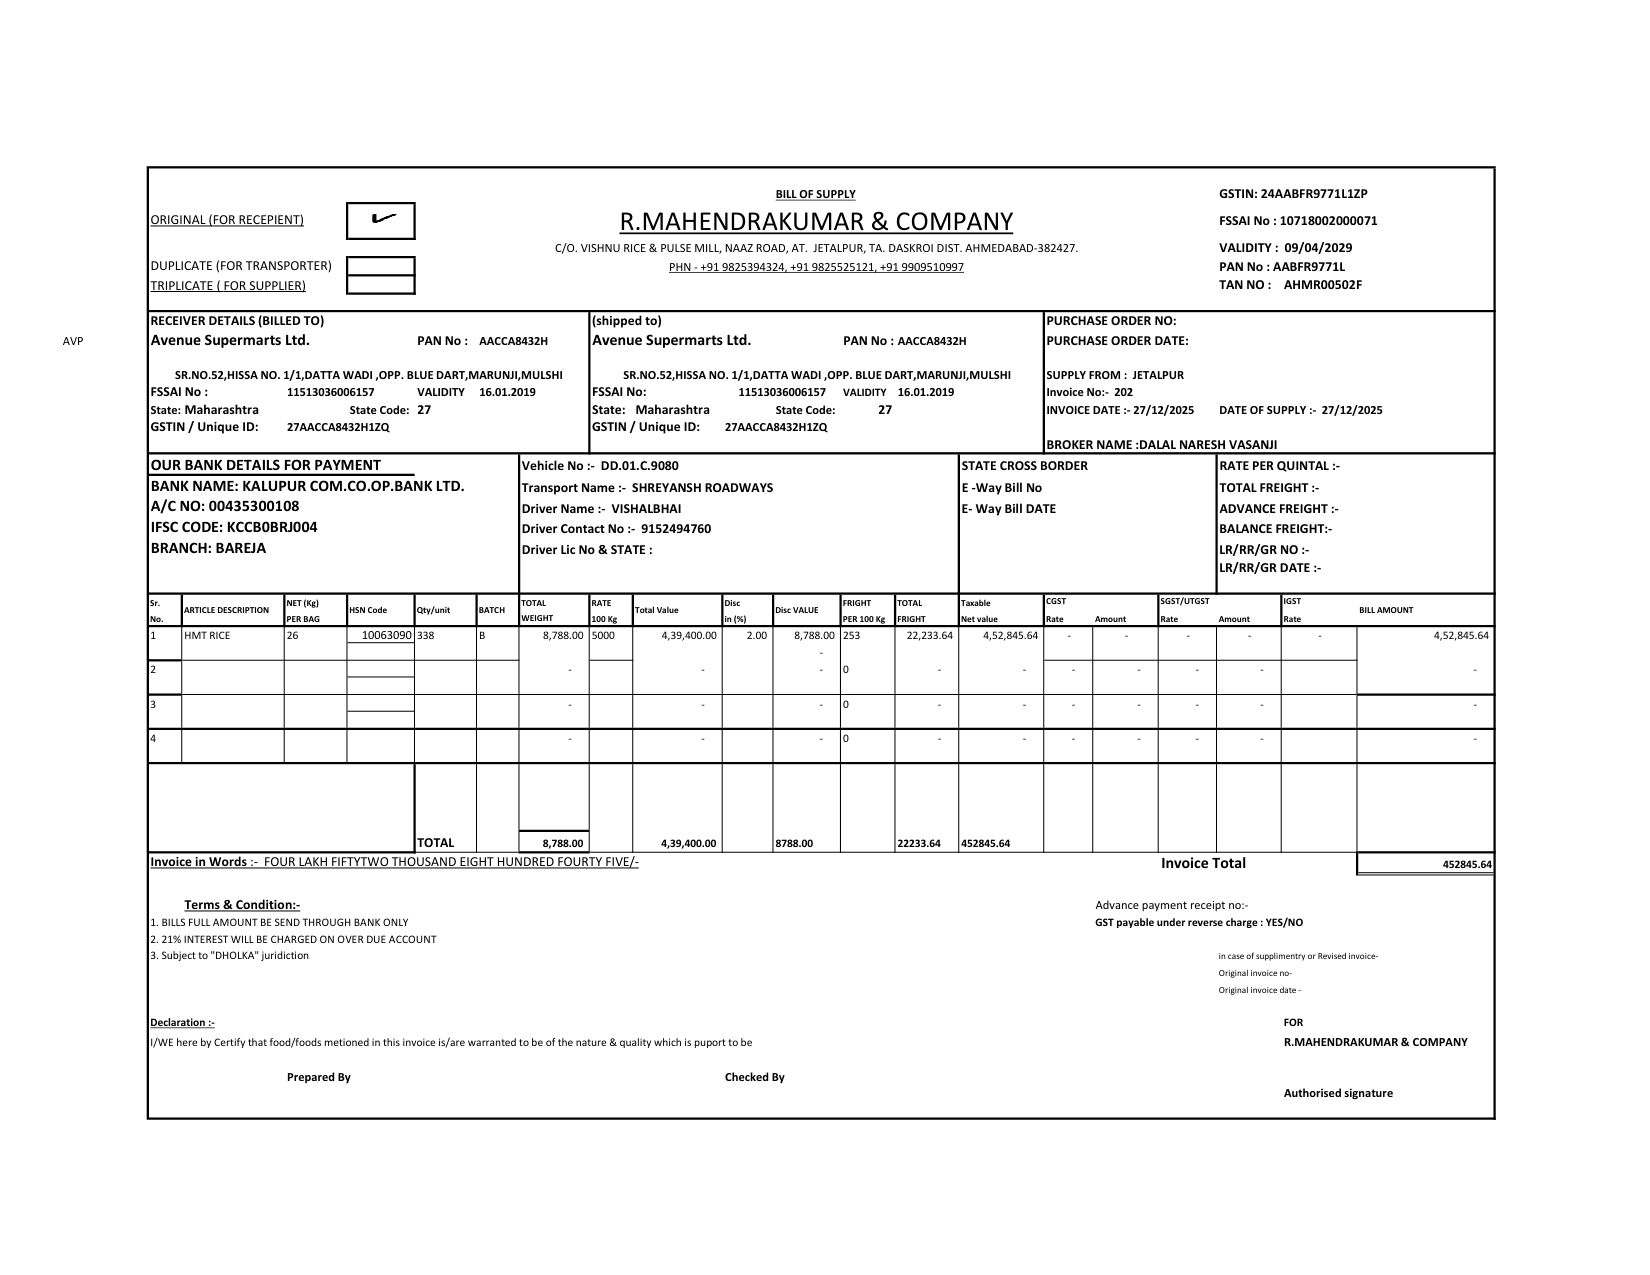 BILL OF SUPPLY
GSTIN: 24AABFR9771L1ZP
ORIGINAL (FOR RECEPIENT)
R.MAHENDRAKUMAR & COMPANY
FSSAI No : 10718002000071
C/O. VISHNU RICE & PULSE MILL, NAAZ ROAD, AT. JETALPUR, TA. DASKROI DIST. AHMEDABAD-382427.
VALIDITY : 09/04/2029
DUPLICATE (FOR TRANSPORTER)
PHN - +91 9825394324, +91 9825525121, +91 9909510997
PAN No : AABFR9771L
TRIPLICATE ( FOR SUPPLIER)
TAN NO : AHMR00502F
RECEIVER DETAILS (BILLED TO)
(shipped to)
PURCHASE ORDER NO:
AVP
Avenue Supermarts Ltd. PAN No : AACCA8432H
Avenue Supermarts Ltd. PAN No : AACCA8432H
PURCHASE ORDER DATE:
SR.NO.52,HISSA NO. 1/1,DATTA WADI ,OPP. BLUE DART,MARUNJI,MULSHI
SR.NO.52,HISSA NO. 1/1,DATTA WADI ,OPP. BLUE DART,MARUNJI,MULSHI
SUPPLY FROM : JETALPUR
FSSAI No : 11513036006157 VALIDITY 16.01.2019
FSSAI No: 11513036006157 VALIDITY 16.01.2019
Invoice No:- 202
State: Maharashtra State Code: 27
State: Maharashtra State Code: 27
INVOICE DATE :- 27/12/2025 DATE OF SUPPLY :- 27/12/2025
GSTIN / Unique ID: 27AACCA8432H1ZQ
GSTIN / Unique ID: 27AACCA8432H1ZQ
BROKER NAME :DALAL NARESH VASANJI
OUR BANK DETAILS FOR PAYMENT
BANK NAME: KALUPUR COM.CO.OP.BANK LTD.
A/C NO: 00435300108
IFSC CODE: KCCB0BRJ004
BRANCH: BAREJA
Vehicle No :- DD.01.C.9080
Transport Name :- SHREYANSH ROADWAYS
Driver Name :- VISHALBHAI
Driver Contact No :- 9152494760
Driver Lic No & STATE :
STATE CROSS BORDER
E -Way Bill No
E- Way Bill DATE
RATE PER QUINTAL :-
TOTAL FREIGHT :-
ADVANCE FREIGHT :-
BALANCE FREIGHT:-
LR/RR/GR NO :-
LR/RR/GR DATE :-
Sr. No. ARTICLE DESCRIPTION NET (Kg) PER BAG HSN Code Qty/unit BATCH TOTAL WEIGHT RATE 100 Kg Total Value Disc in (%) Disc VALUE FRIGHT PER 100 Kg TOTAL FRIGHT Taxable Net value CGST Rate Amount SGST/UTGST Rate Amount IGST Rate BILL AMOUNT
1 HMT RICE 26 10063090 338 B 8,788.00 5000 4,39,400.00 2.00 8,788.00 253 22,233.64 4,52,845.64 - - - - - 4,52,845.64
-
2 - - - 0 - - - - - - -
3 - - - 0 - - - - - - -
4 - - - 0 - - - - - - -
TOTAL 8,788.00 4,39,400.00 8788.00 22233.64 452845.64
Invoice in Words :- FOUR LAKH FIFTYTWO THOUSAND EIGHT HUNDRED FOURTY FIVE/-
Invoice Total 452845.64
Terms & Condition:-
Advance payment receipt no:-
1. BILLS FULL AMOUNT BE SEND THROUGH BANK ONLY
GST payable under reverse charge : YES/NO
2. 21% INTEREST WILL BE CHARGED ON OVER DUE ACCOUNT
3. Subject to "DHOLKA" juridiction
in case of supplimentry or Revised invoice-
Original invoice no-
Original invoice date -
Declaration :-
FOR
I/WE here by Certify that food/foods metioned in this invoice is/are warranted to be of the nature & quality which is puport to be
R.MAHENDRAKUMAR & COMPANY
Prepared By
Checked By
Authorised signature